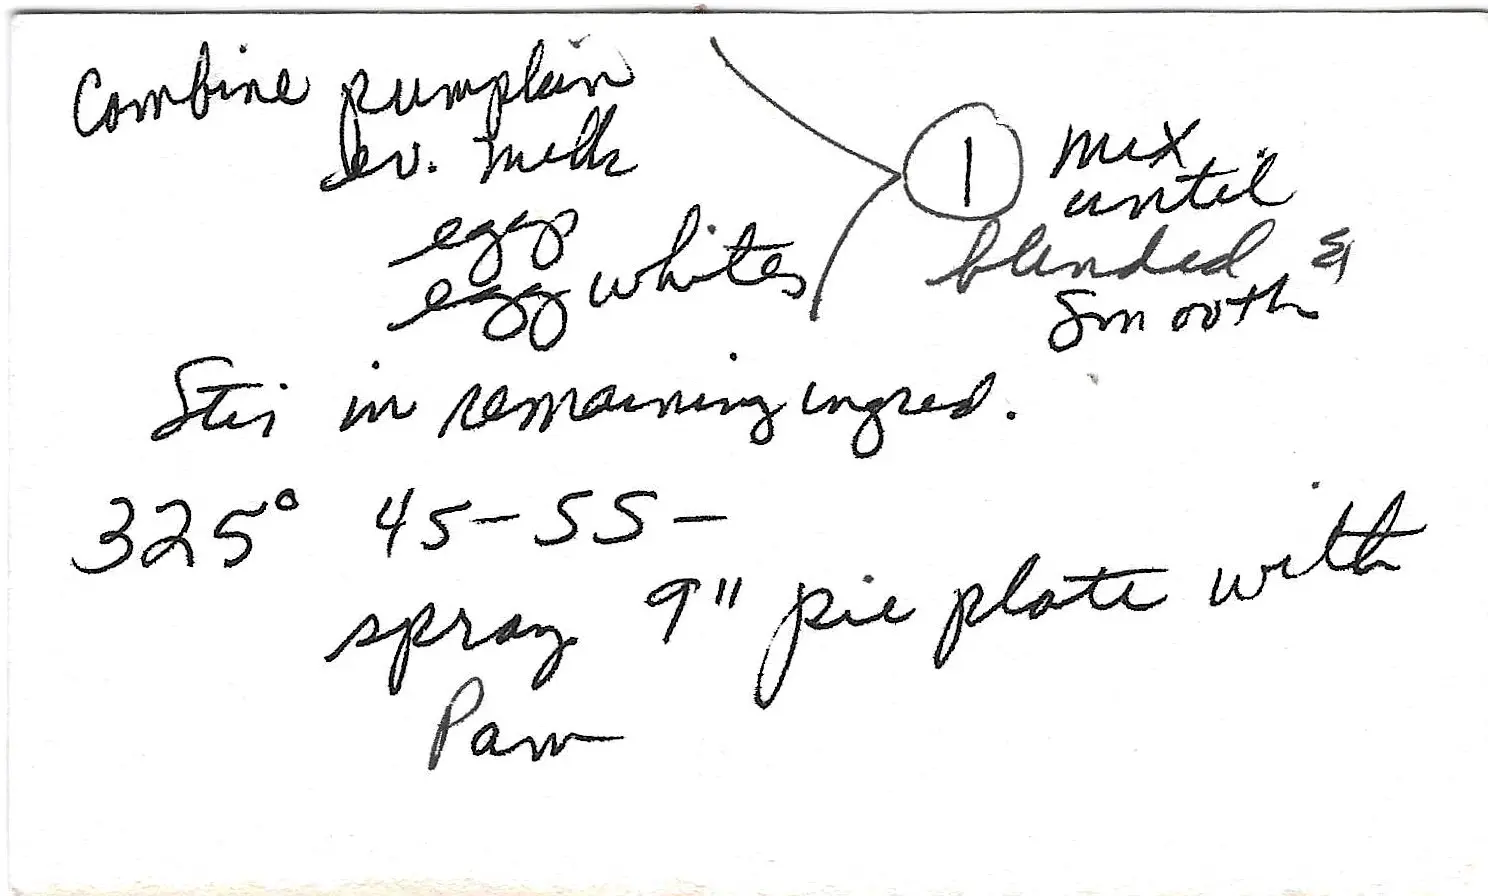 Combine pumpkin
ev. milk
eggs
egg whites
1 mix
until
blended &
smooth
Stir in remaining ingred.
325° 45-55-
spray 9" pie plate with
Pam